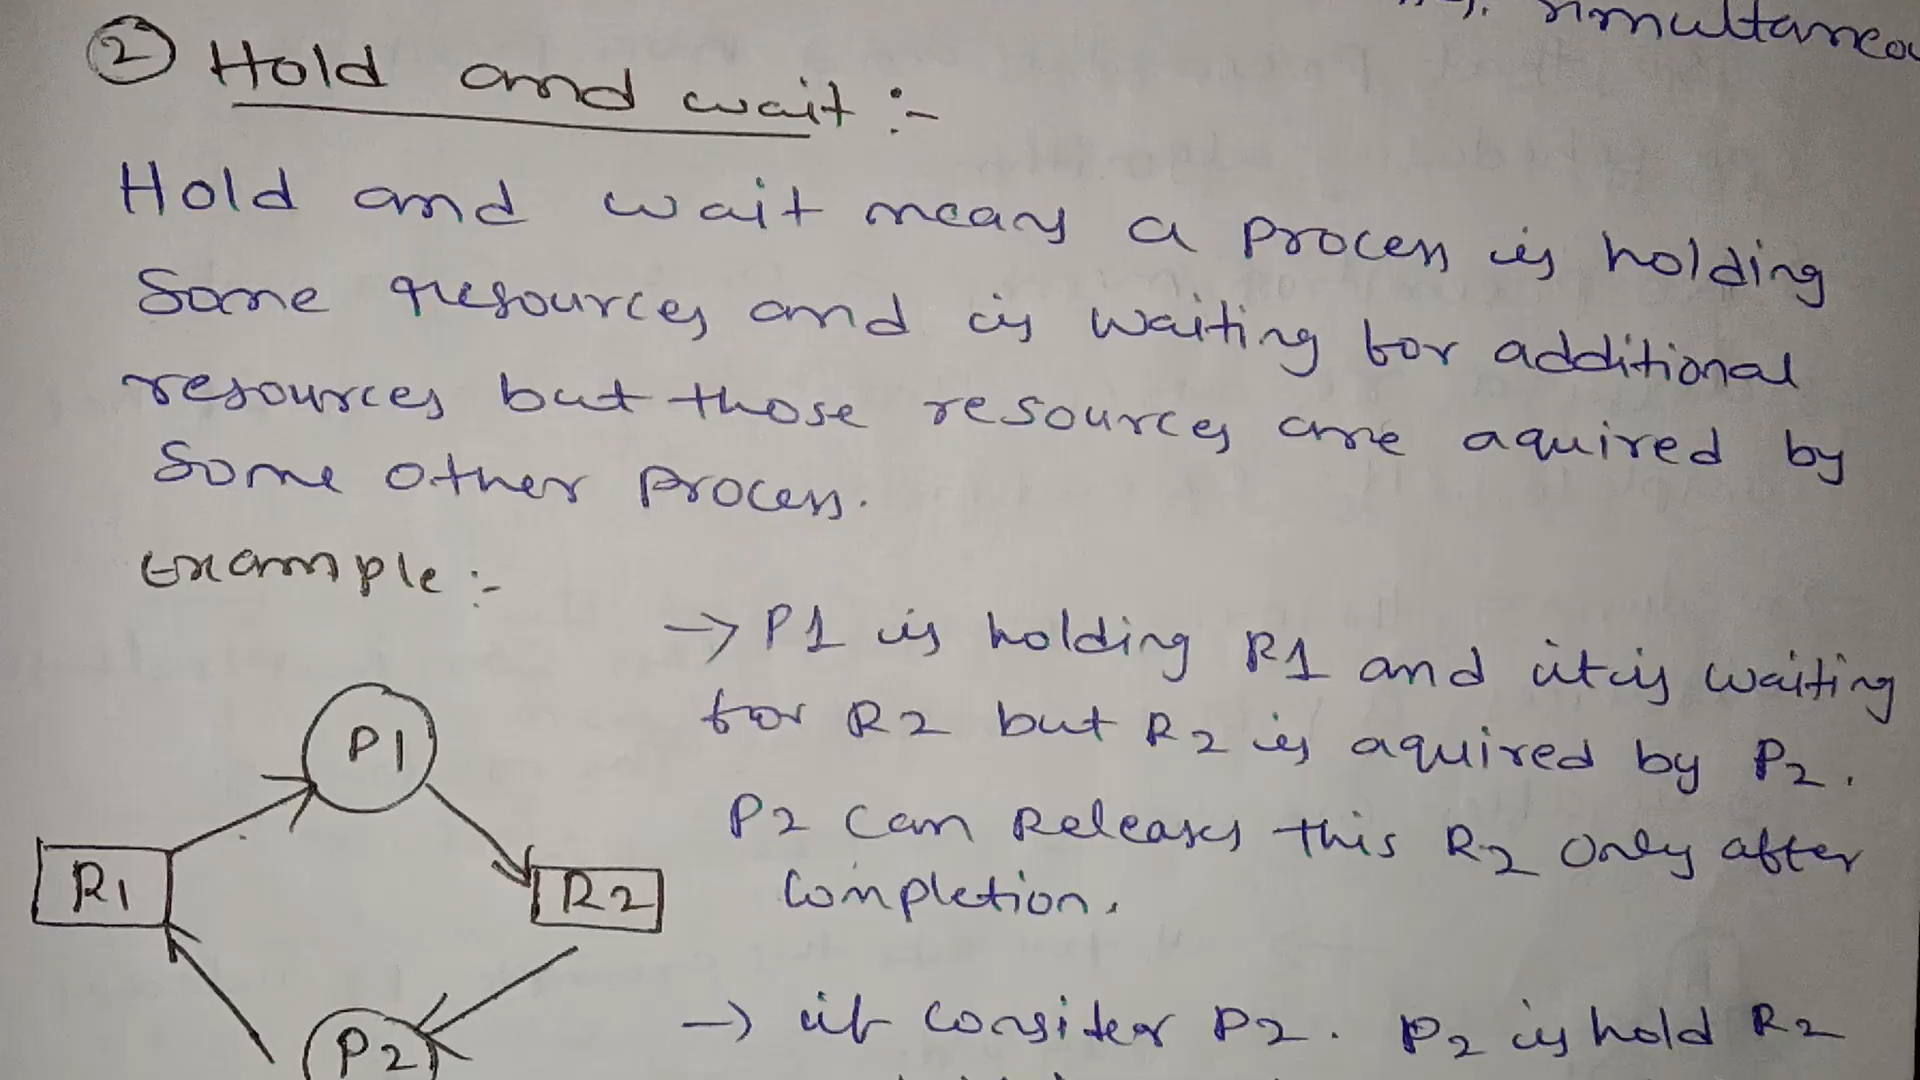 simultaneou
② Hold and wait :-
Hold and wait means a process is holding
Some resources and is waiting for additional
resources but those resources are aquired by
Some other process.
Example :-
→ P1 is holding R1 and it is waiting
for R2 but R2 is aquired by P2.
P2 can Releases this R2 only after
Completion.
P1
R1
R2
P2
→ if consider P2. P2 is hold R2